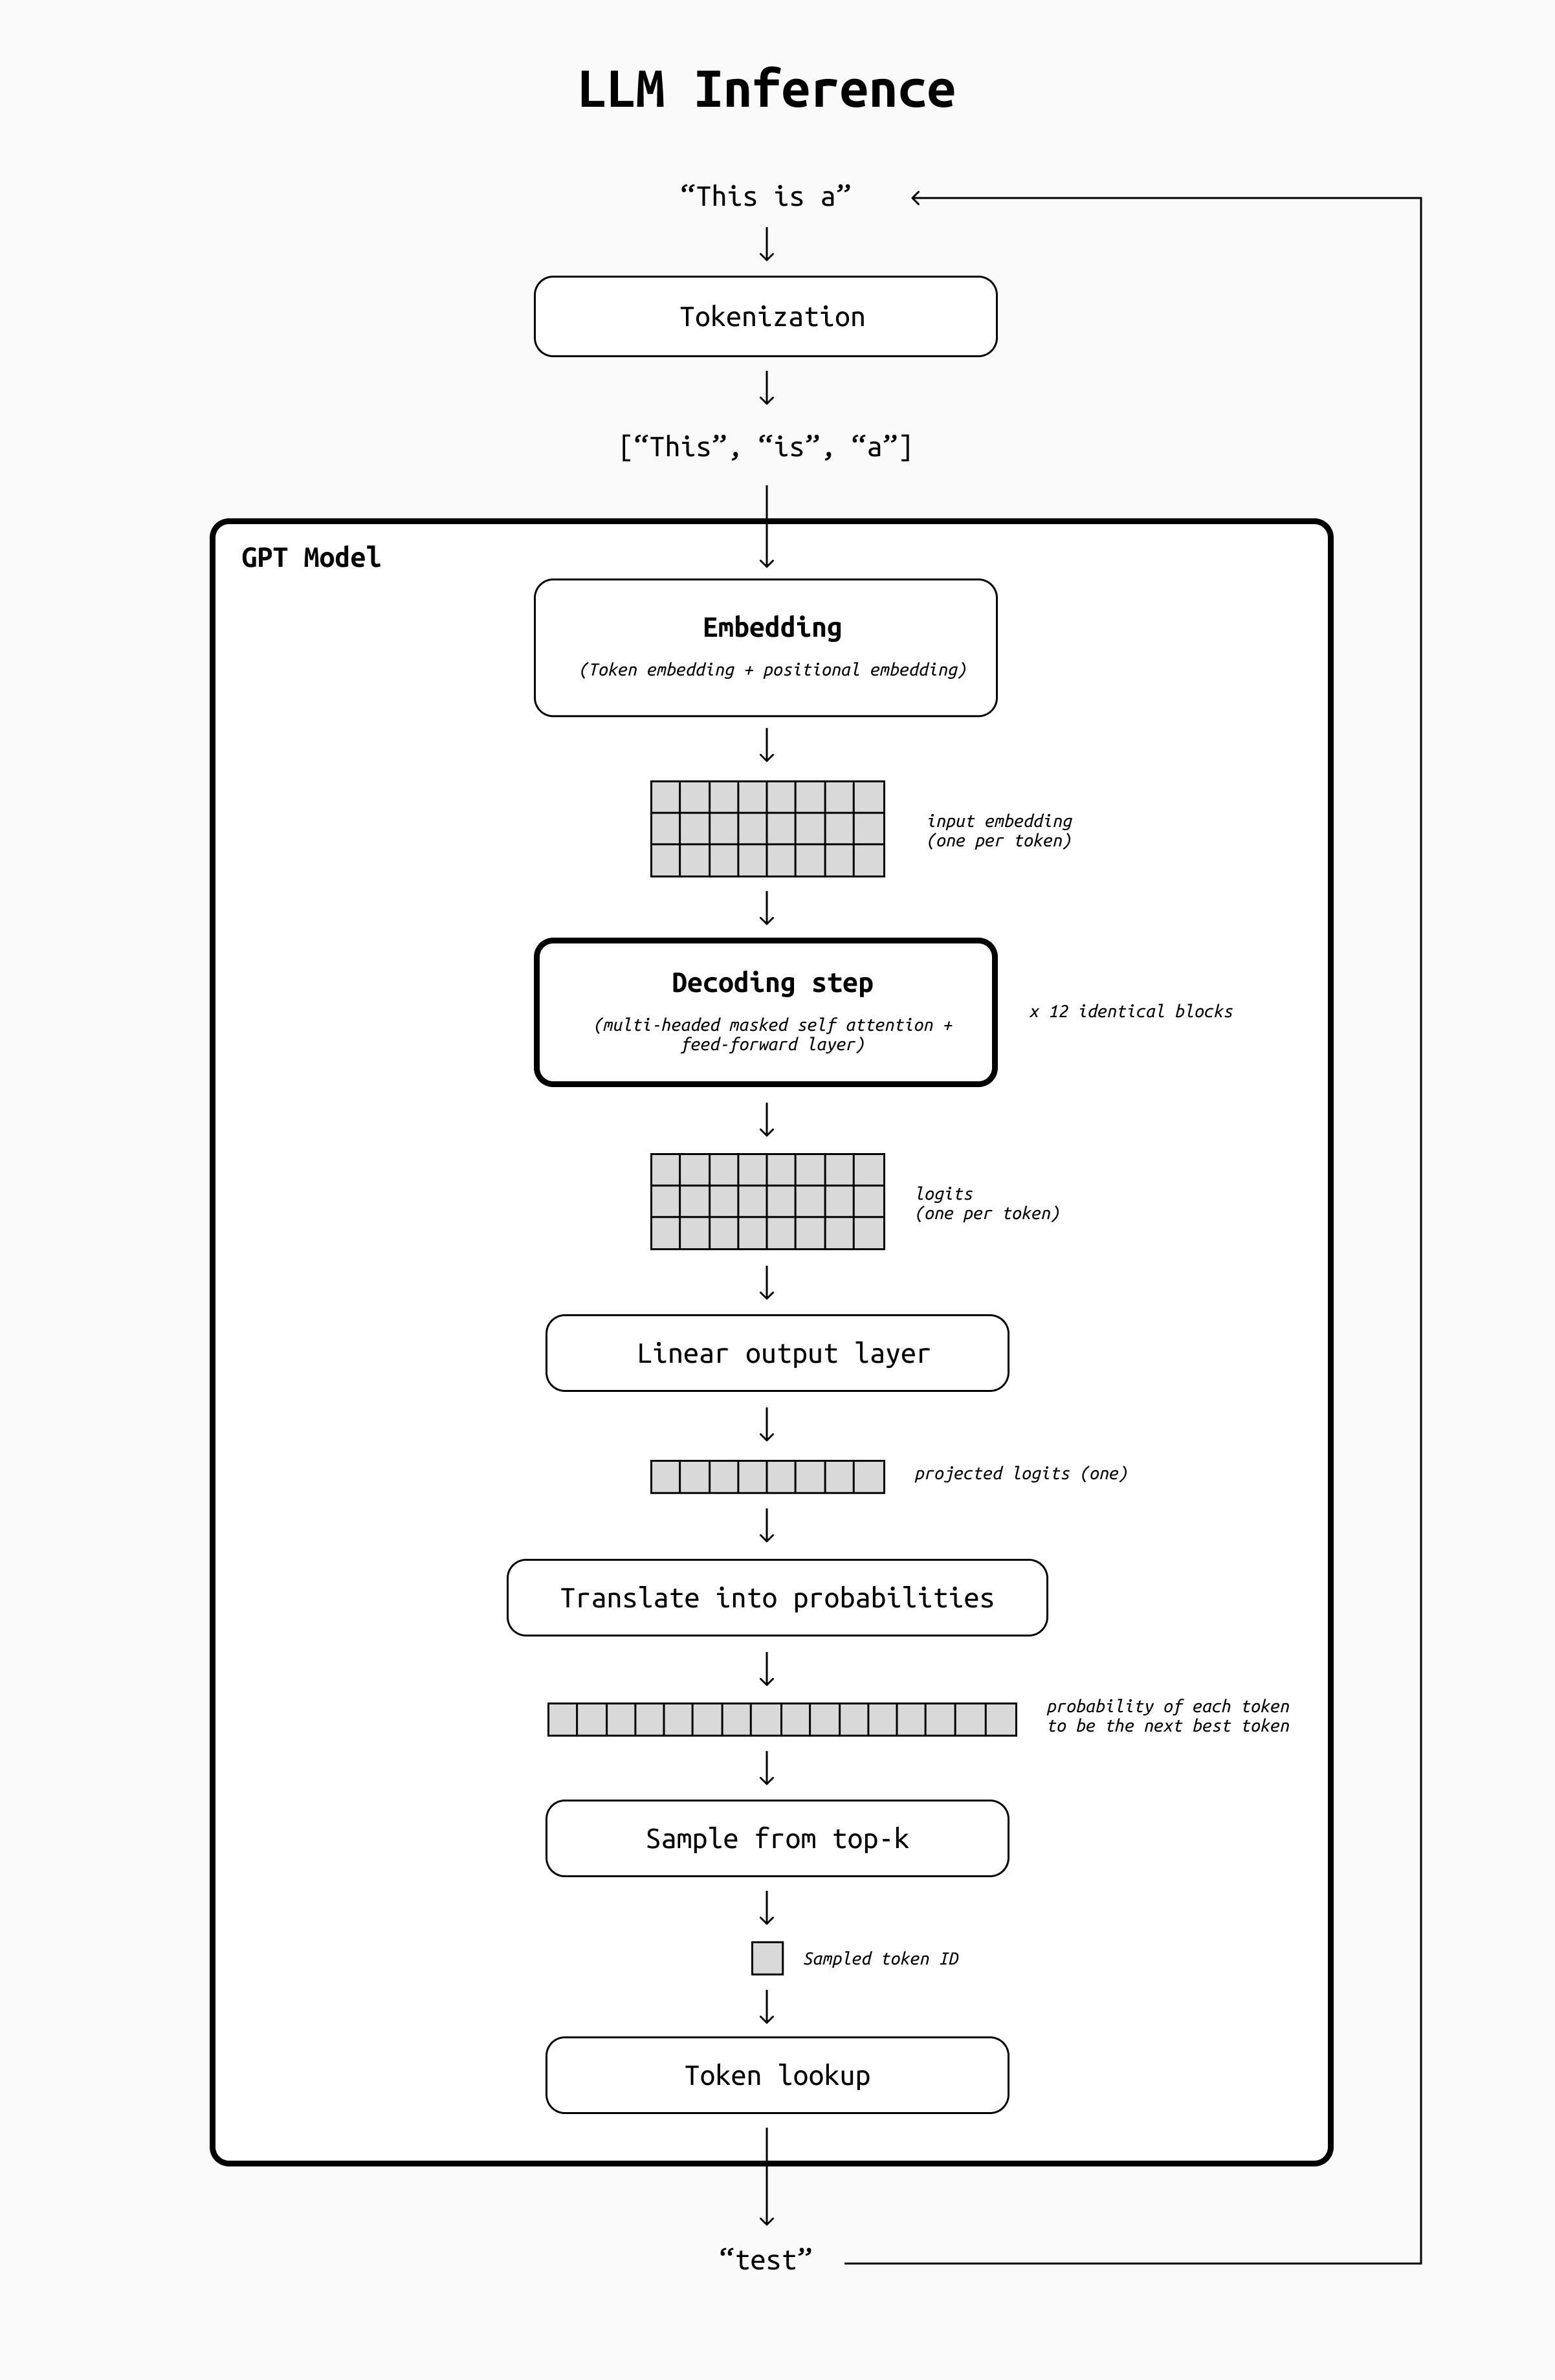 LLM Inference
“This is a”
Tokenization
[“This”, “is”, “a”]
GPT Model
Embedding
(Token embedding + positional embedding)
input embedding
(one per token)
Decoding step
(multi-headed masked self attention +
feed-forward layer)
x 12 identical blocks
logits
(one per token)
Linear output layer
projected logits (one)
Translate into probabilities
probability of each token
to be the next best token
Sample from top-k
Sampled token ID
Token lookup
“test”